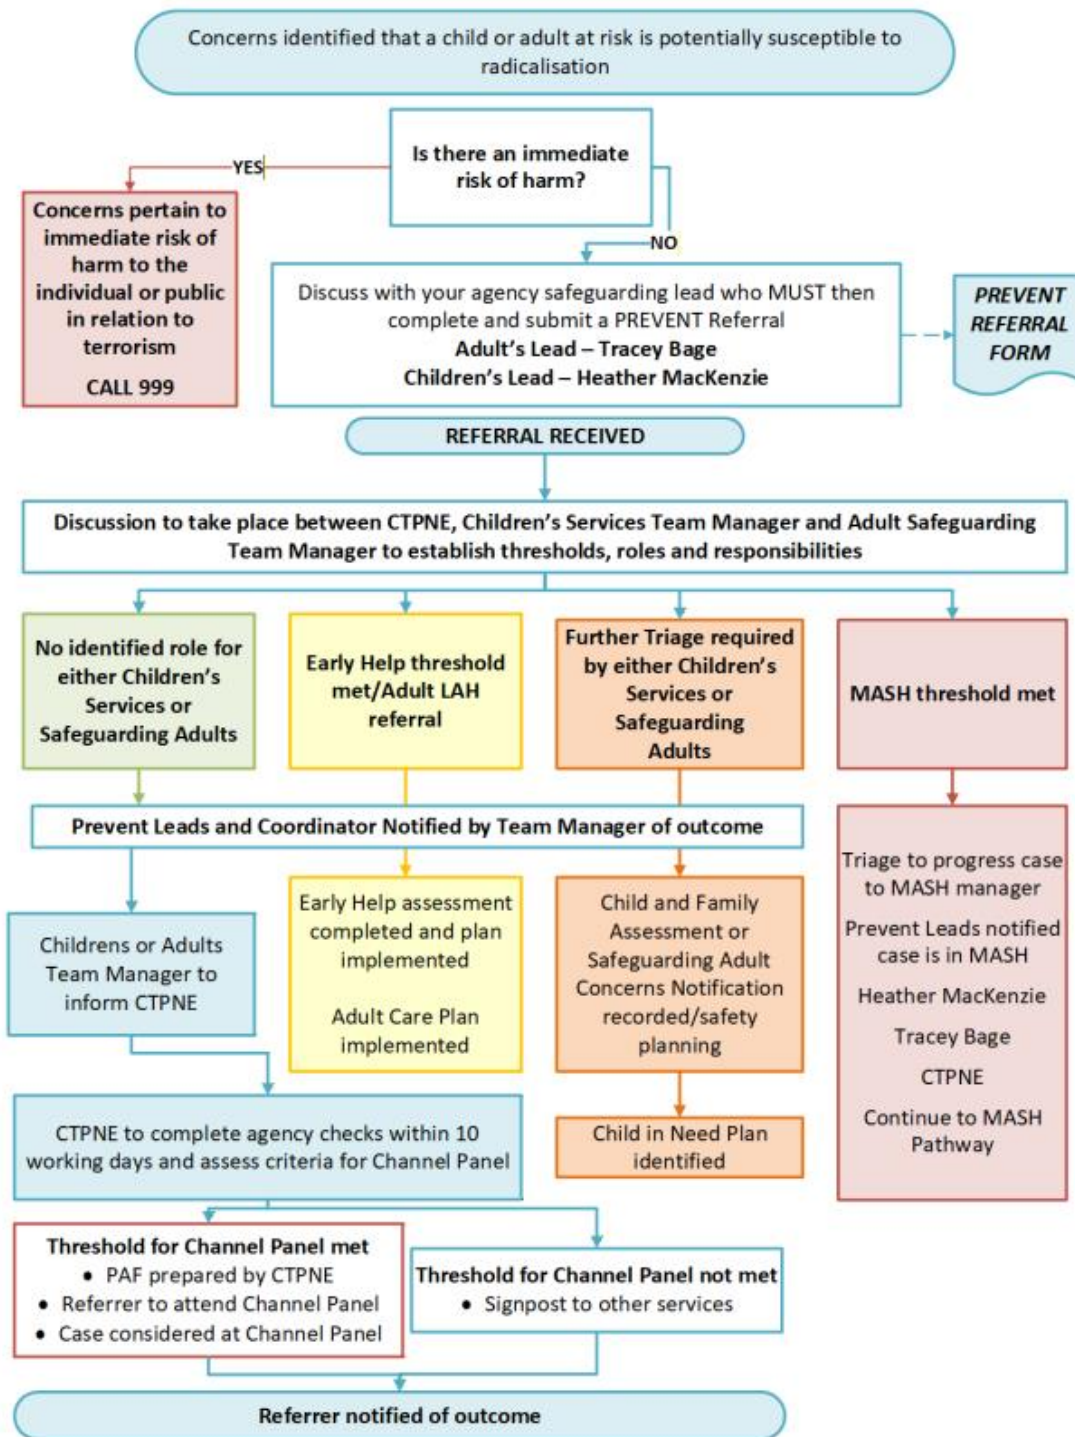 Concerns identified that a child or adult at risk is potentially susceptible to
radicalisation
Is there an immediate
risk of harm?
YES
NO
Concerns pertain to
immediate risk of
harm to the
individual or public
in relation to
terrorism
CALL 999
Discuss with your agency safeguarding lead who MUST then
complete and submit a PREVENT Referral
Adult's Lead – Tracey Bage
Children's Lead – Heather MacKenzie
PREVENT
REFERRAL
FORM
REFERRAL RECEIVED
Discussion to take place between CTPNE, Children's Services Team Manager and Adult Safeguarding
Team Manager to establish thresholds, roles and responsibilities
No identified role for
either Children's
Services or
Safeguarding Adults
Early Help threshold
met/Adult LAH
referral
Further Triage required
by either Children's
Services or
Safeguarding
Adults
MASH threshold met
Prevent Leads and Coordinator Notified by Team Manager of outcome
Childrens or Adults
Team Manager to
inform CTPNE
Early Help assessment
completed and plan
implemented
Adult Care Plan
implemented
Child and Family
Assessment or
Safeguarding Adult
Concerns Notification
recorded/safety
planning
Triage to progress case
to MASH manager
Prevent Leads notified
case is in MASH
Heather MacKenzie
Tracey Bage
CTPNE
Continue to MASH
Pathway
CTPNE to complete agency checks within 10
working days and assess criteria for Channel Panel
Child in Need Plan
identified
Threshold for Channel Panel met
• PAF prepared by CTPNE
• Referrer to attend Channel Panel
• Case considered at Channel Panel
Threshold for Channel Panel not met
• Signpost to other services
Referrer notified of outcome